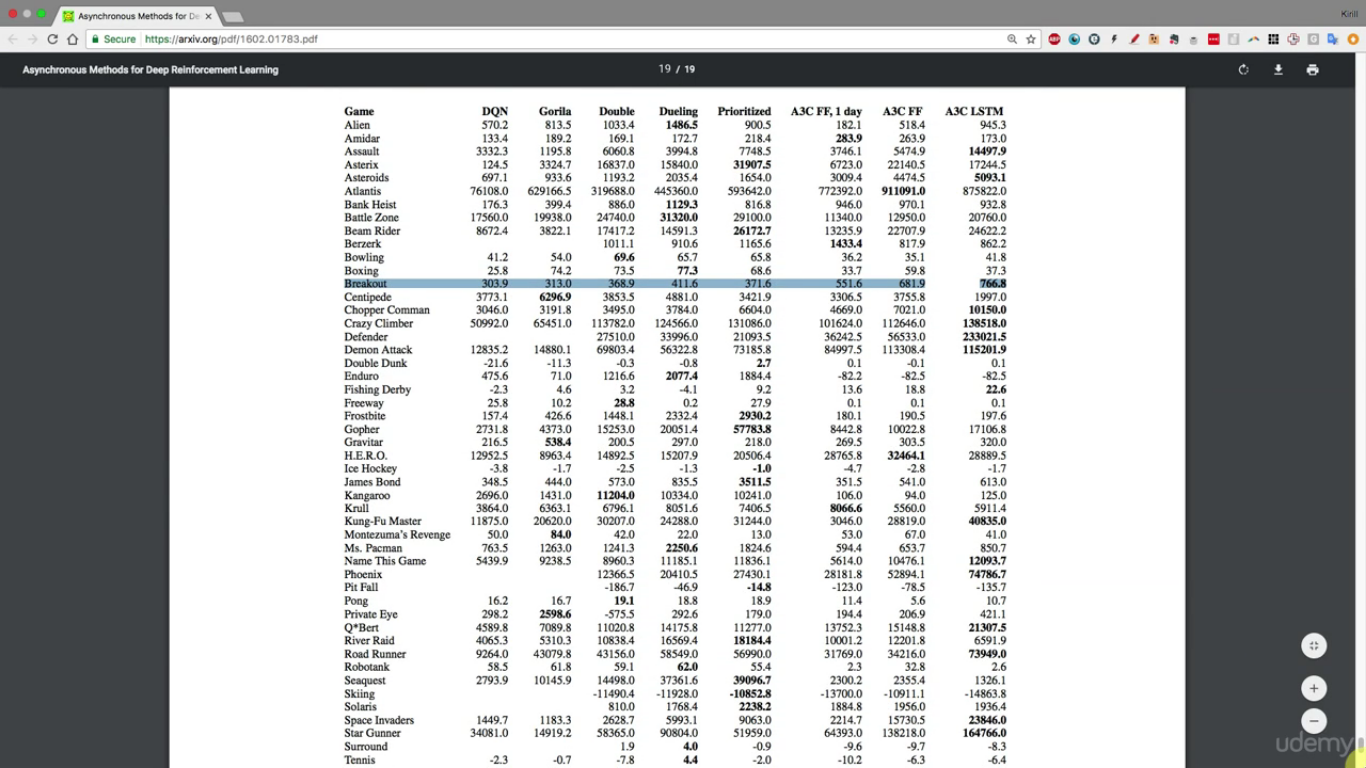 Asynchronous Methods for De
Kirill
Secure https://arxiv.org/pdf/1602.01783.pdf
Asynchronous Methods for Deep Reinforcement Learning 19 / 19
Game DQN Gorila Double Dueling Prioritized A3C FF, 1 day A3C FF A3C LSTM
Alien 570.2 813.5 1033.4 1486.5 900.5 182.1 518.4 945.3
Amidar 133.4 189.2 169.1 172.7 218.4 283.9 263.9 173.0
Assault 3332.3 1195.8 6060.8 3994.8 7748.5 3746.1 5474.9 14497.9
Asterix 124.5 3324.7 16837.0 15840.0 31907.5 6723.0 22140.5 17244.5
Asteroids 697.1 933.6 1193.2 2035.4 1654.0 3009.4 4474.5 5093.1
Atlantis 76108.0 629166.5 319688.0 445360.0 593642.0 772392.0 911091.0 875822.0
Bank Heist 176.3 399.4 886.0 1129.3 816.8 946.0 970.1 932.8
Battle Zone 17560.0 19938.0 24740.0 31320.0 29100.0 11340.0 12950.0 20760.0
Beam Rider 8672.4 3822.1 17417.2 14591.3 26172.7 13235.9 22707.9 24622.2
Berzerk 1011.1 910.6 1165.6 1433.4 817.9 862.2
Bowling 41.2 54.0 69.6 65.7 65.8 36.2 35.1 41.8
Boxing 25.8 74.2 73.5 77.3 68.6 33.7 59.8 37.3
Breakout 303.9 313.0 368.9 411.6 371.6 551.6 681.9 766.8
Centipede 3773.1 6296.9 3853.5 4881.0 3421.9 3306.5 3755.8 1997.0
Chopper Comman 3046.0 3191.8 3495.0 3784.0 6604.0 4669.0 7021.0 10150.0
Crazy Climber 50992.0 65451.0 113782.0 124566.0 131086.0 101624.0 112646.0 138518.0
Defender 27510.0 33996.0 21093.5 36242.5 56533.0 233021.5
Demon Attack 12835.2 14880.1 69803.4 56322.8 73185.8 84997.5 113308.4 115201.9
Double Dunk -21.6 -11.3 -0.3 -0.8 2.7 0.1 -0.1 0.1
Enduro 475.6 71.0 1216.6 2077.4 1884.4 -82.2 -82.5 -82.5
Fishing Derby -2.3 4.6 3.2 -4.1 9.2 13.6 18.8 22.6
Freeway 25.8 10.2 28.8 0.2 27.9 0.1 0.1 0.1
Frostbite 157.4 426.6 1448.1 2332.4 2930.2 180.1 190.5 197.6
Gopher 2731.8 4373.0 15253.0 20051.4 57783.8 8442.8 10022.8 17106.8
Gravitar 216.5 538.4 200.5 297.0 218.0 269.5 303.5 320.0
H.E.R.O. 12952.5 8963.4 14892.5 15207.9 20506.4 28765.8 32464.1 28889.5
Ice Hockey -3.8 -1.7 -2.5 -1.3 -1.0 -4.7 -2.8 -1.7
James Bond 348.5 444.0 573.0 835.5 3511.5 351.5 541.0 613.0
Kangaroo 2696.0 1431.0 11204.0 10334.0 10241.0 106.0 94.0 125.0
Krull 3864.0 6363.1 6796.1 8051.6 7406.5 8066.6 5560.0 5911.4
Kung-Fu Master 11875.0 20620.0 30207.0 24288.0 31244.0 3046.0 28819.0 40835.0
Montezuma's Revenge 50.0 84.0 42.0 22.0 13.0 53.0 67.0 41.0
Ms. Pacman 763.5 1263.0 1241.3 2250.6 1824.6 594.4 653.7 850.7
Name This Game 5439.9 9238.5 8960.3 11185.1 11836.1 5614.0 10476.1 12093.7
Phoenix 12366.5 20410.5 27430.1 28181.8 52894.1 74786.7
Pit Fall -186.7 -46.9 -14.8 -123.0 -78.5 -135.7
Pong 16.2 16.7 19.1 18.8 18.9 11.4 5.6 10.7
Private Eye 298.2 2598.6 -575.5 292.6 179.0 194.4 206.9 421.1
Q*Bert 4589.8 7089.8 11020.8 14175.8 11277.0 13752.3 15148.8 21307.5
River Raid 4065.3 5310.3 10838.4 16569.4 18184.4 10001.2 12201.8 6591.9
Road Runner 9264.0 43079.8 43156.0 58549.0 56990.0 31769.0 34216.0 73949.0
Robotank 58.5 61.8 59.1 62.0 55.4 2.3 32.8 2.6
Seaquest 2793.9 10145.9 14498.0 37361.6 39096.7 2300.2 2355.4 1326.1
Skiing -11490.4 -11928.0 -10852.8 -13700.0 -10911.1 -14863.8
Solaris 810.0 1768.4 2238.2 1884.8 1956.0 1936.4
Space Invaders 1449.7 1183.3 2628.7 5993.1 9063.0 2214.7 15730.5 23846.0
Star Gunner 34081.0 14919.2 58365.0 90804.0 51959.0 64393.0 138218.0 164766.0
Surround 1.9 4.0 -0.9 -9.6 -9.7 -8.3
Tennis -2.3 -0.7 -7.8 4.4 -2.0 -10.2 -6.3 -6.4
udemy